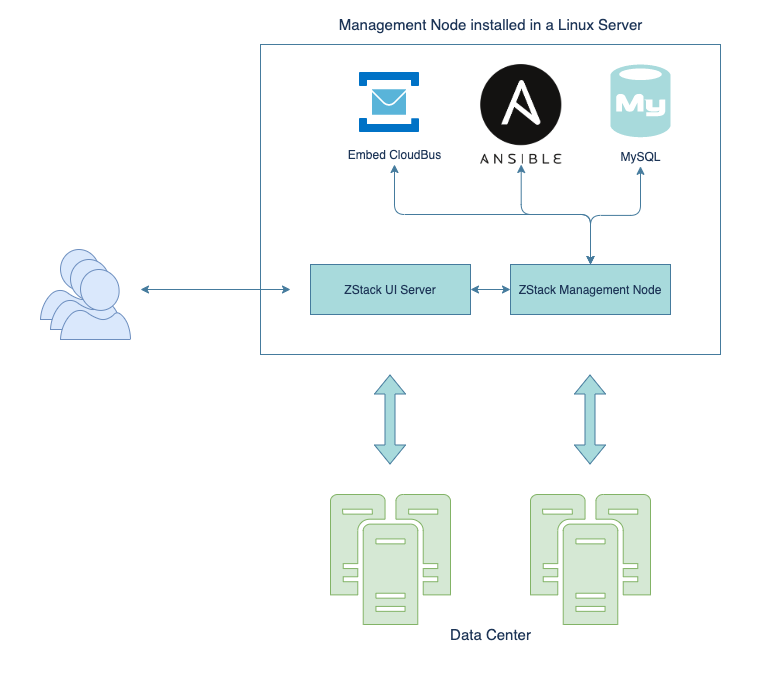 Management Node installed in a Linux Server
My
Embed CloudBus
ANSIBLE
MySQL
ZStack UI Server
ZStack Management Node
Data Center